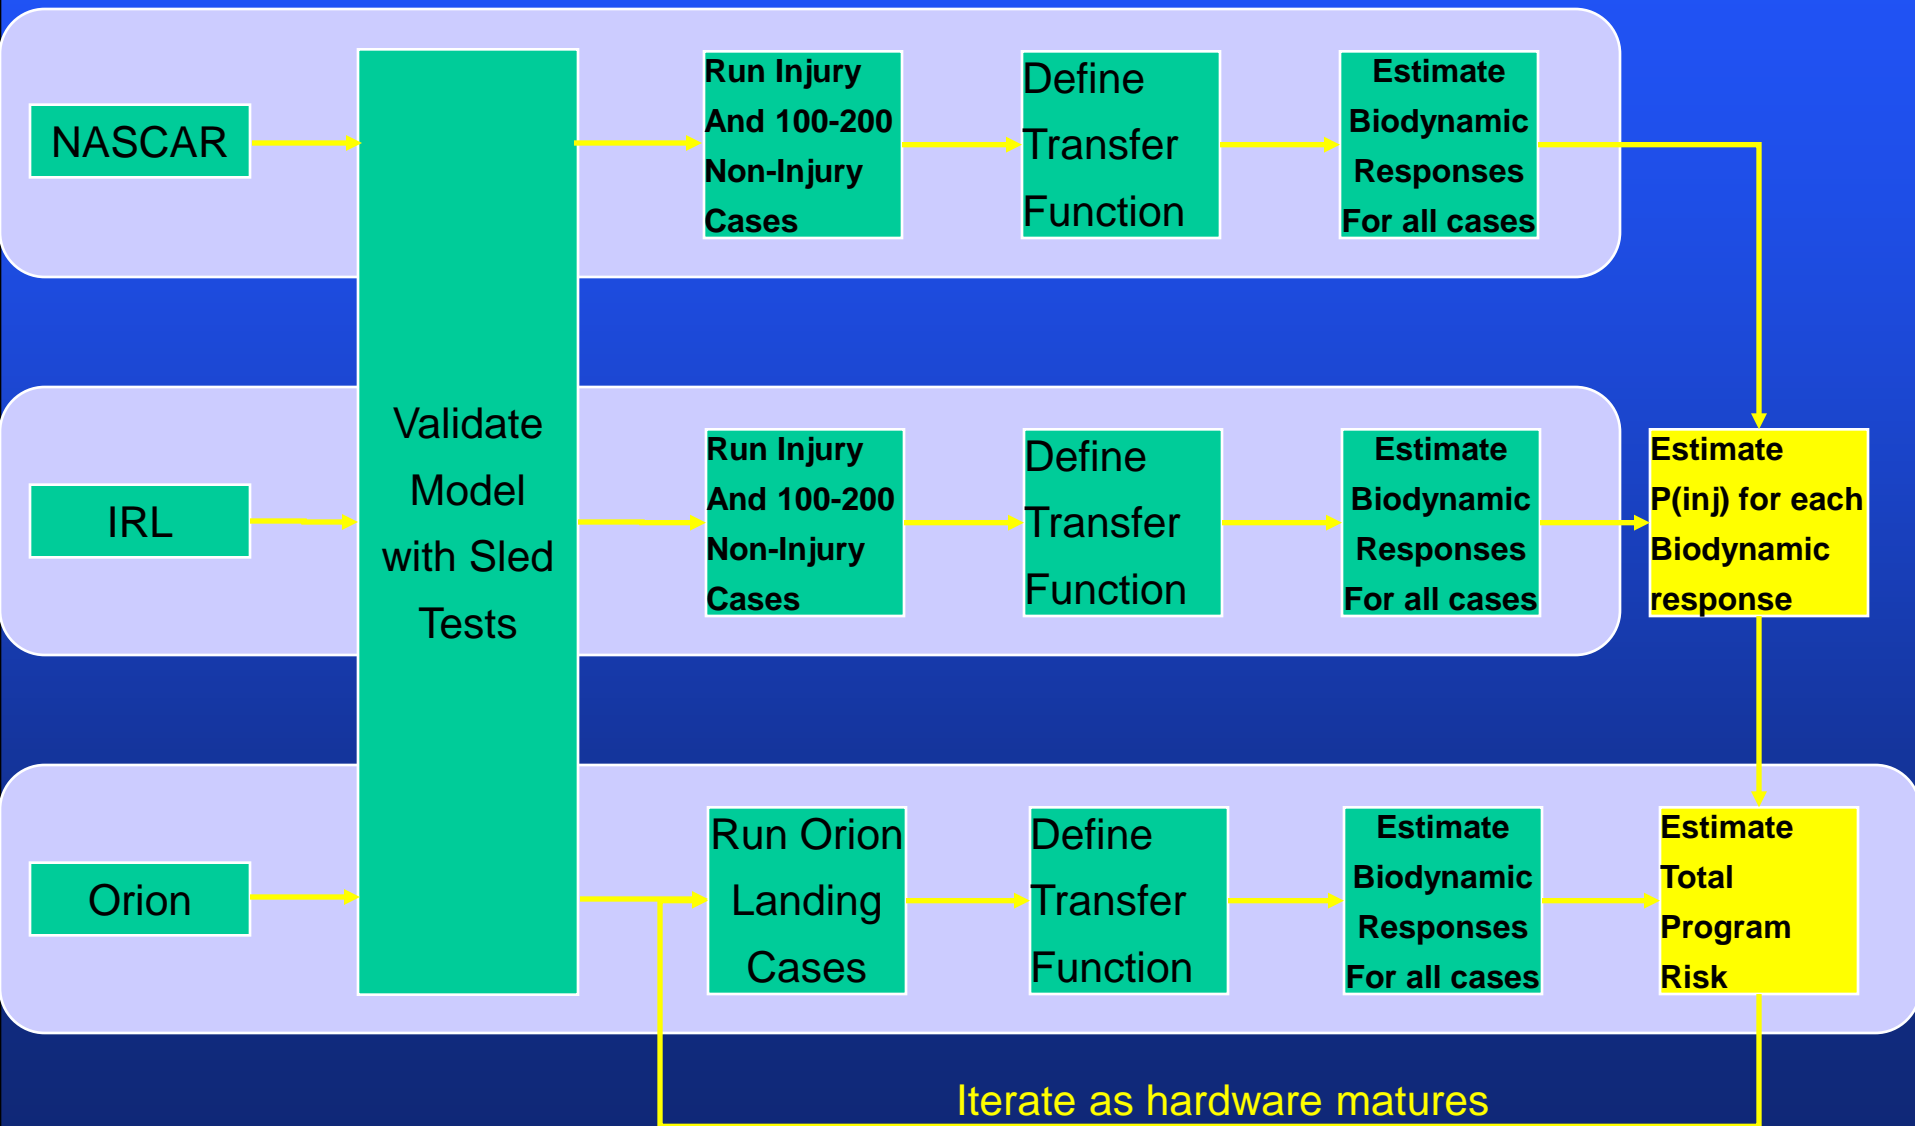 NASCAR
Validate
Model
with Sled
Tests
Run Injury
And 100-200
Non-Injury
Cases
Define
Transfer
Function
Estimate
Biodynamic
Responses
For all cases
IRL
Run Injury
And 100-200
Non-Injury
Cases
Define
Transfer
Function
Estimate
Biodynamic
Responses
For all cases
Estimate
P(inj) for each
Biodynamic
response
Orion
Run Orion
Landing
Cases
Define
Transfer
Function
Estimate
Biodynamic
Responses
For all cases
Estimate
Total
Program
Risk
Iterate as hardware matures